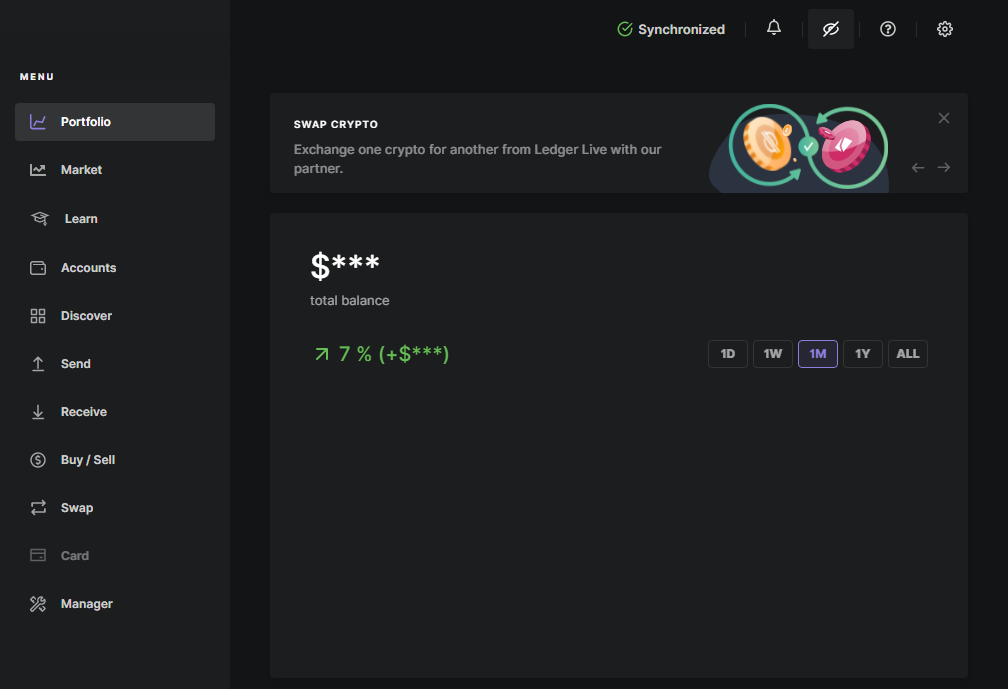 Synchronized
MENU
Portfolio
Market
Learn
Accounts
Discover
Send
Receive
Buy / Sell
Swap
Card
Manager
SWAP CRYPTO
Exchange one crypto for another from Ledger Live with our
partner.
$***
total balance
7 % (+$***)
1D 1W 1M 1Y ALL